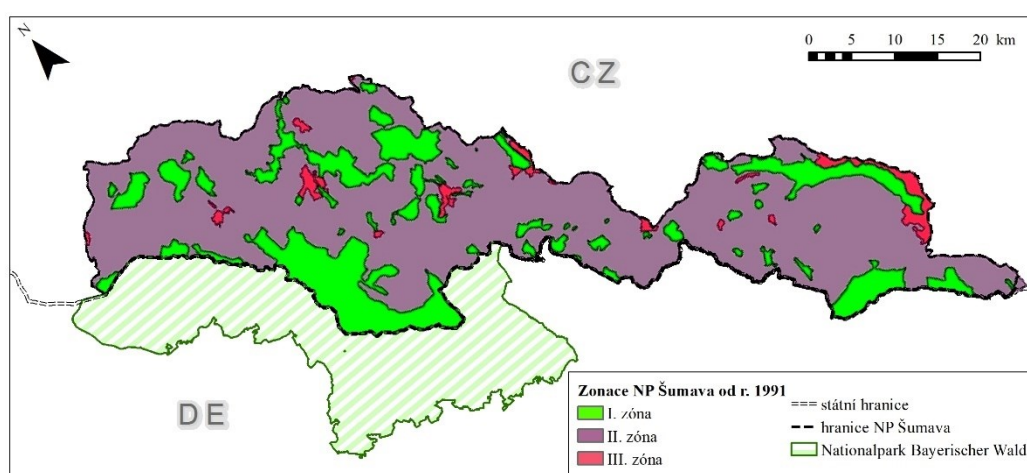 N
CZ
0 5 10 15 20 km
DE
Zonace NP Šumava od r. 1991
I. zóna
II. zóna
III. zóna
státní hranice
hranice NP Šumava
Nationalpark Bayerischer Wald